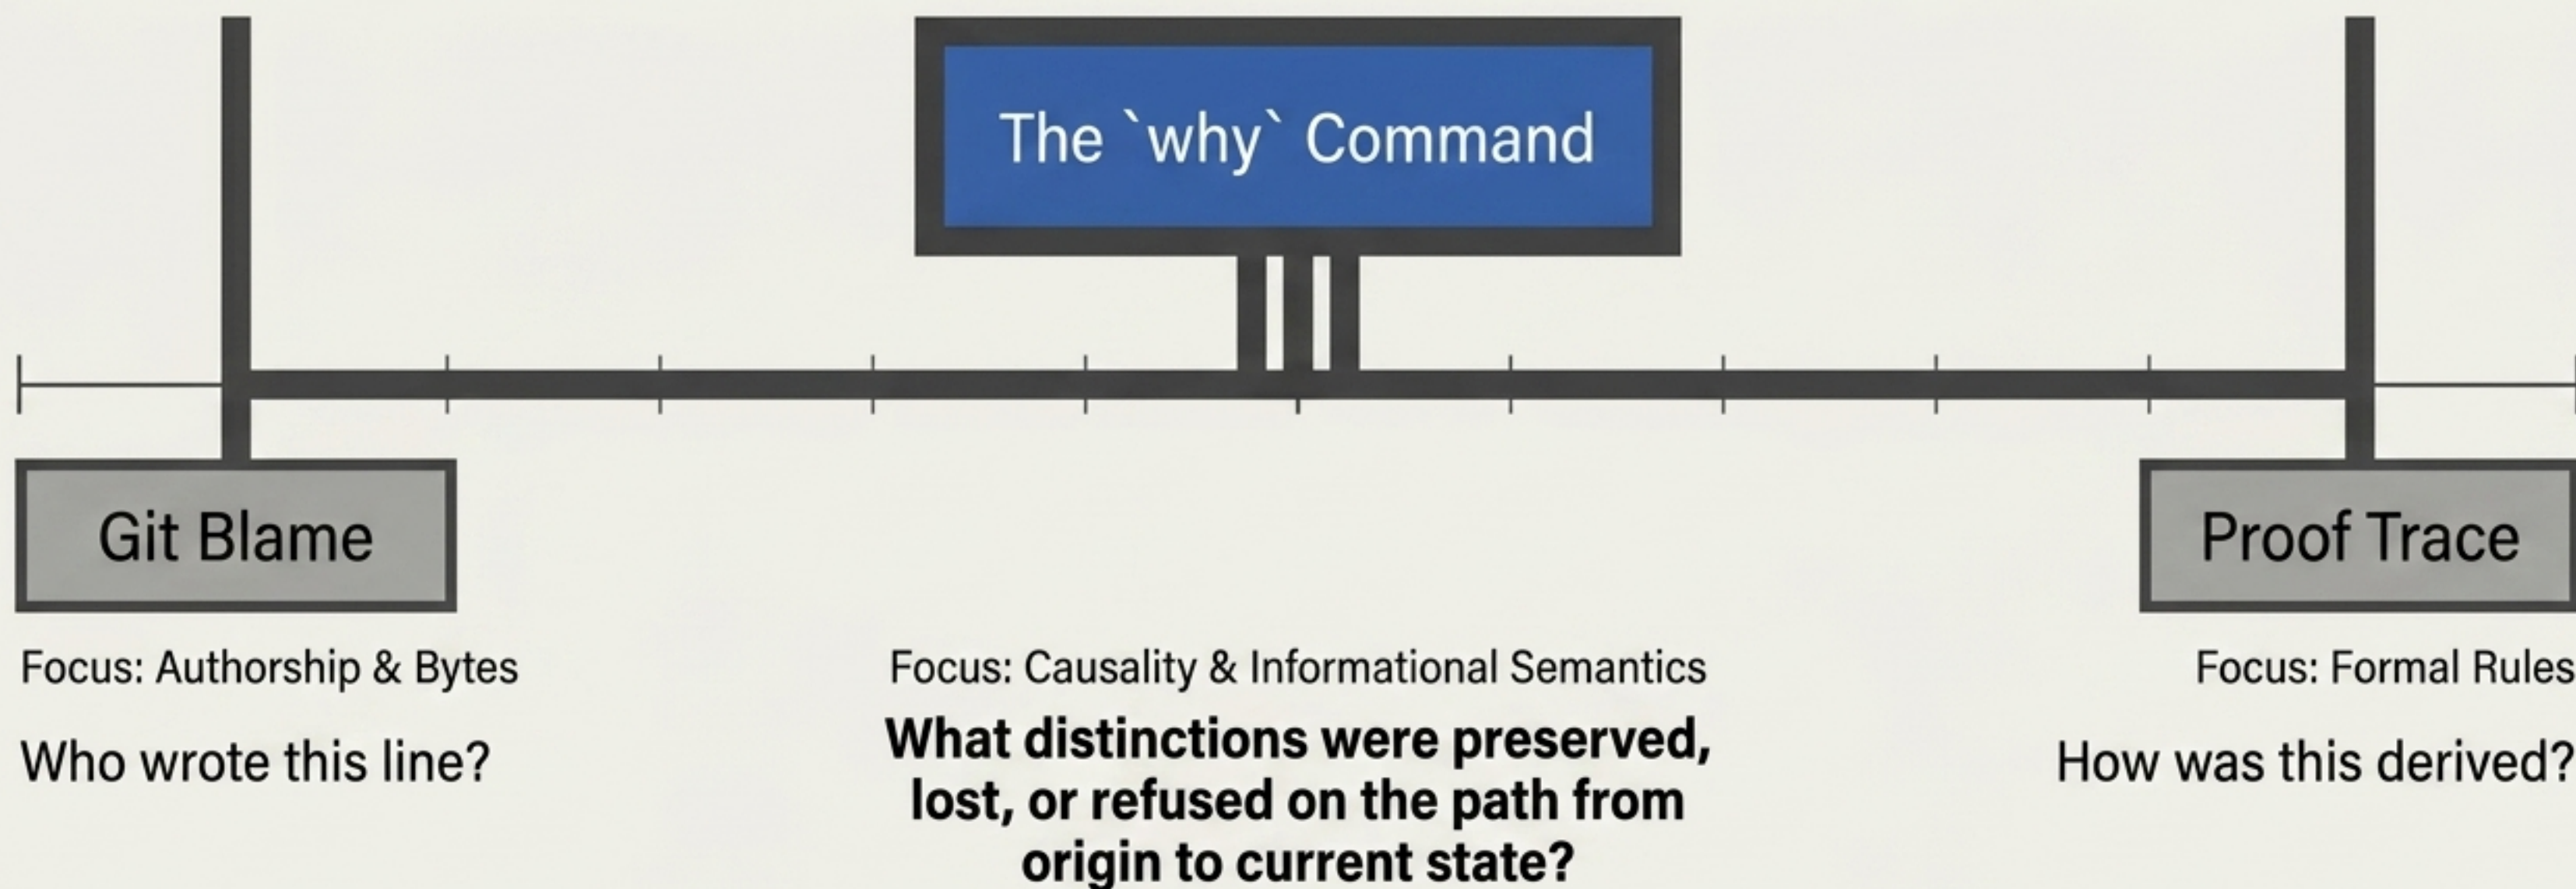 The `why` Command
Git Blame
Proof Trace
Focus: Authorship & Bytes
Who wrote this line?
Focus: Causality & Informational Semantics
What distinctions were preserved,
lost, or refused on the path from
origin to current state?
Focus: Formal Rules
How was this derived?